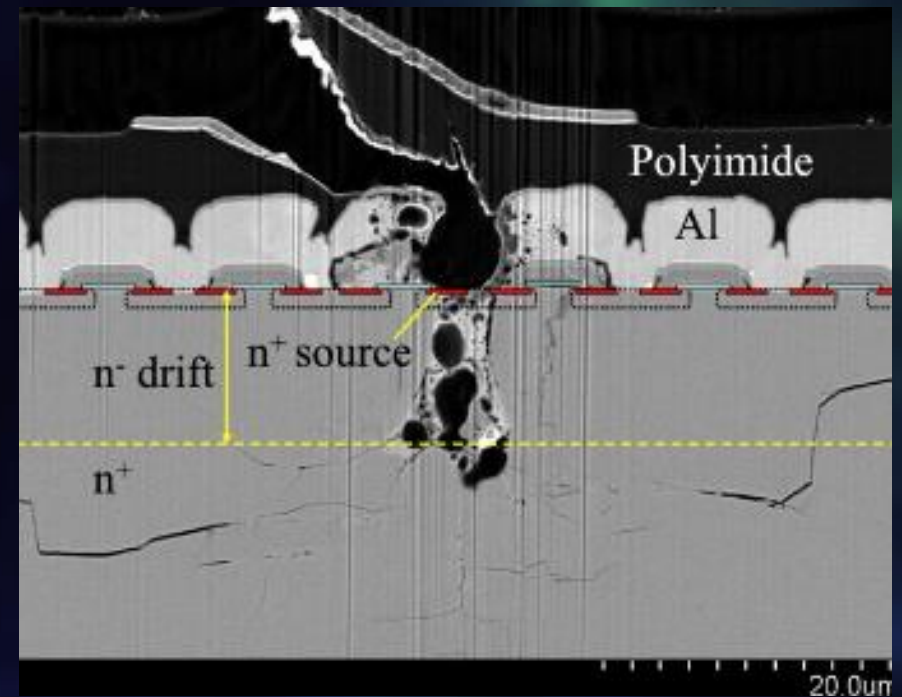 Polyimide
Al
n⁺ source
n⁻ drift
n⁺
20.0um